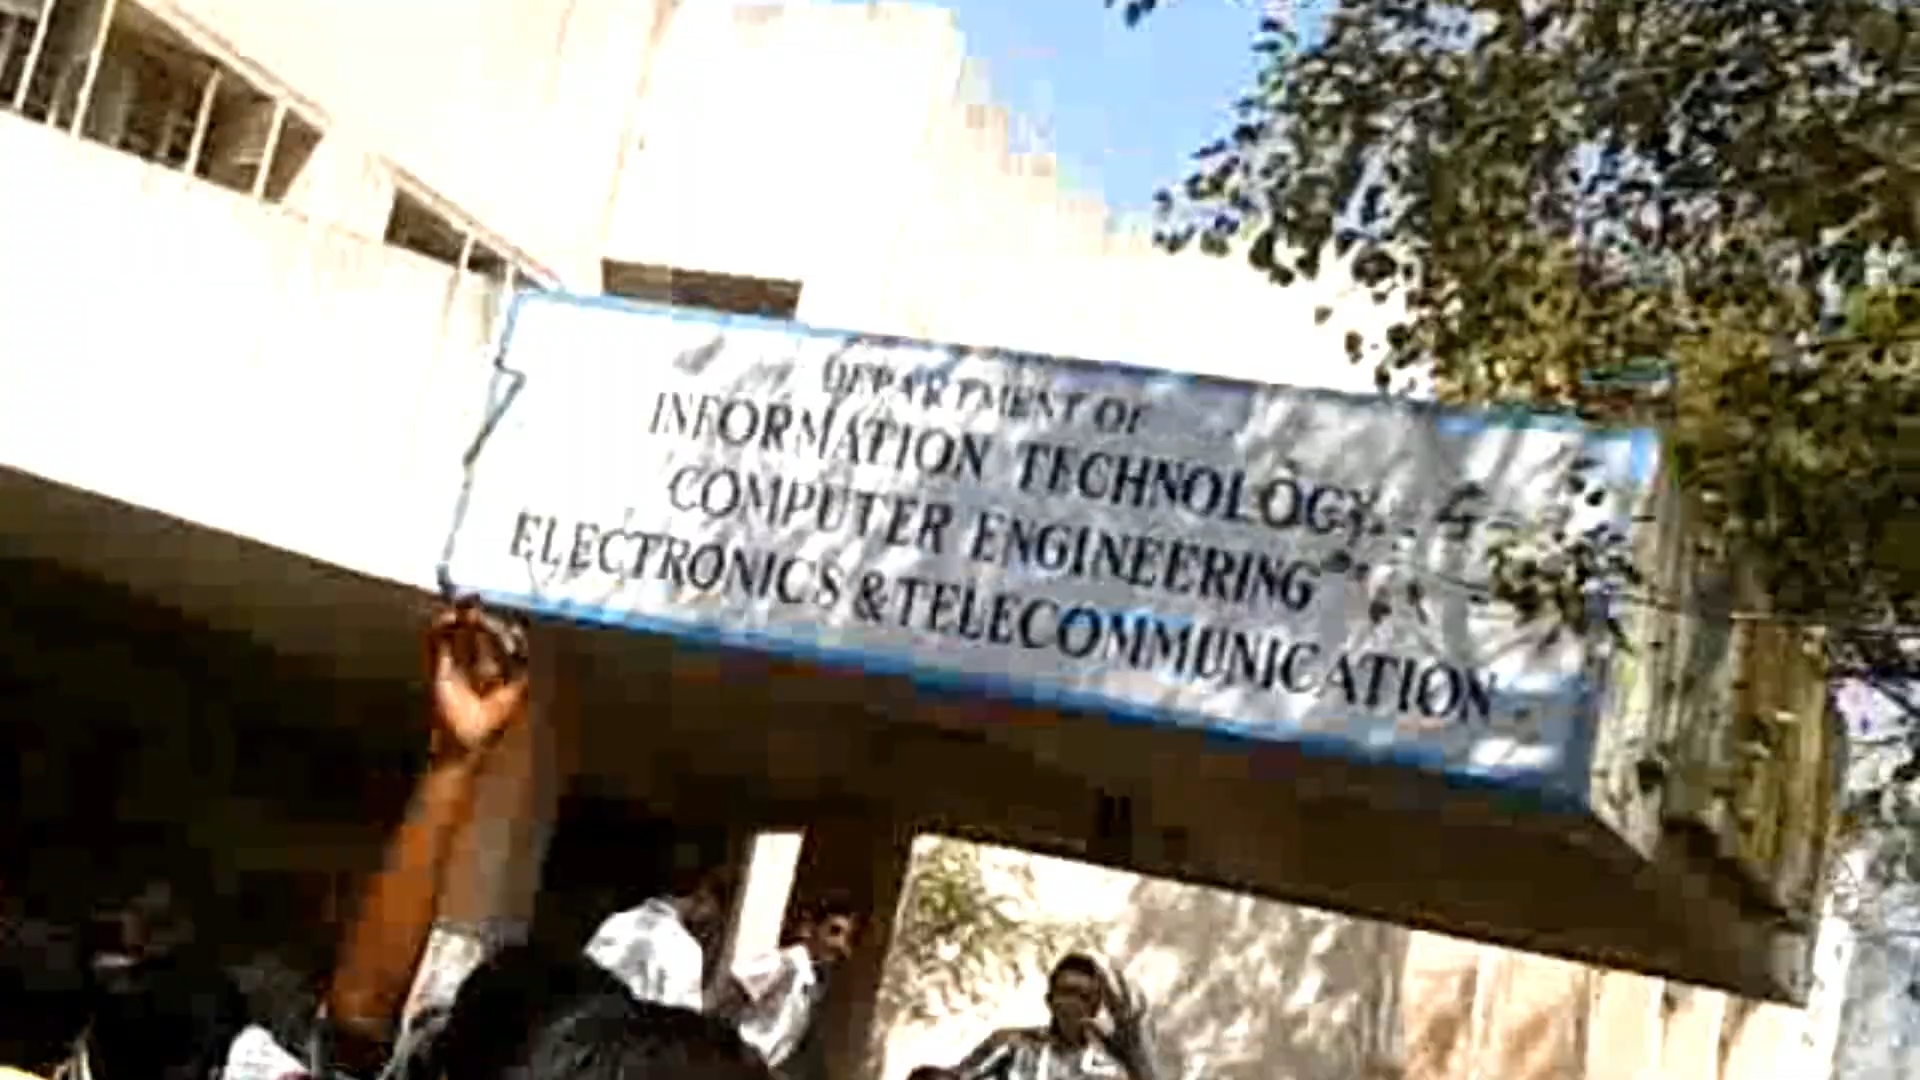 DEPARTMENT OF
INFORMATION TECHNOLOGY
COMPUTER ENGINEERING
ELECTRONICS & TELECOMMUNICATION